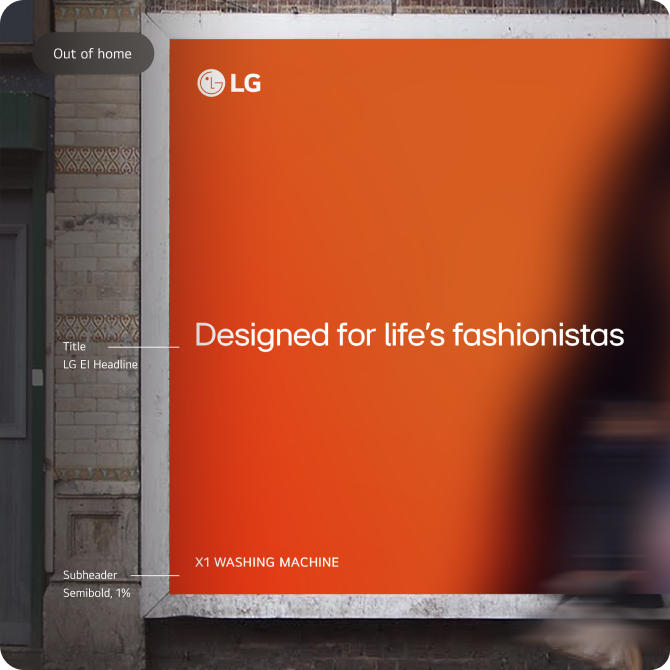 Out of home
LG
Designed for life's fashionistas
Title
LG EI Headline
X1 WASHING MACHINE
Subheader
Semibold, 1%